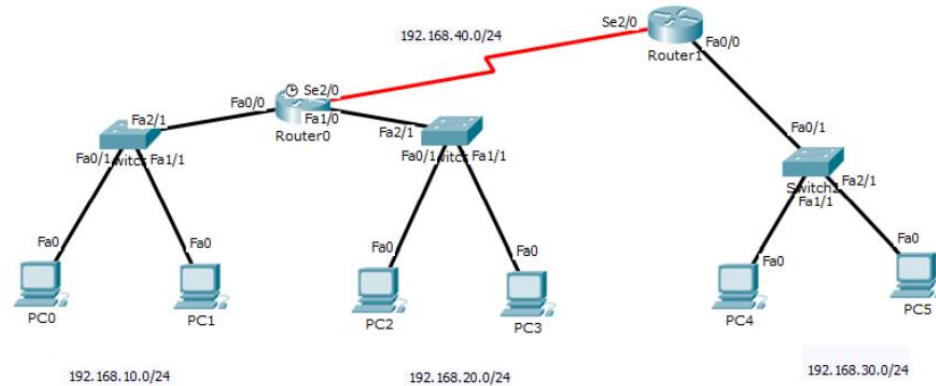 192.168.40.0/24
Se2/0
Fa0/0
Router1
Se2/0
Fa0/0
Fa1/0
Router0
Fa2/1
Fa0/1
Fa1/1
Fa2/1
Fa0/1
Fa1/1
Fa0/1
Fa2/1
Fa1/1
Fa0
Fa0
Fa0
Fa0
Fa0
Fa0
PC0
PC1
PC2
PC3
PC4
PC5
192.168.10.0/24
192.168.20.0/24
192.168.30.0/24